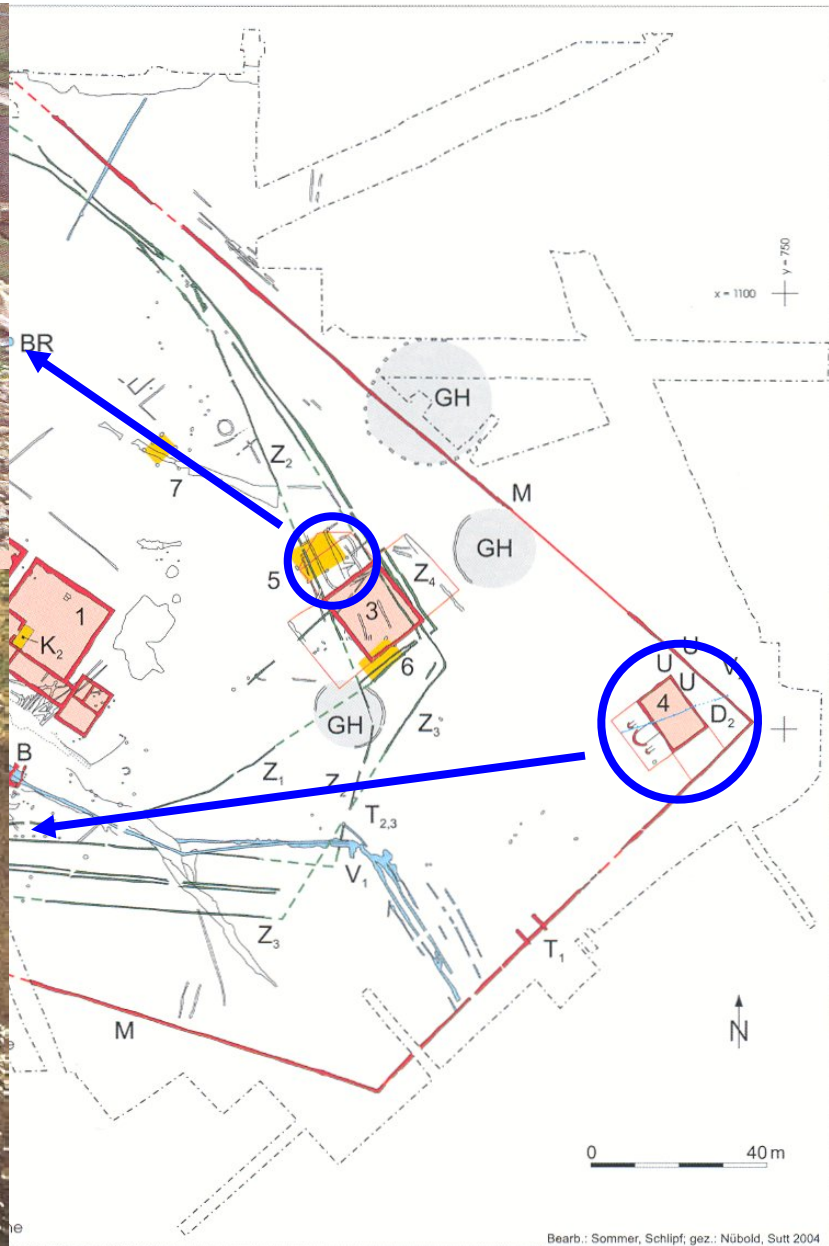 y = 750
x = 1100
BR
GH
Z₂
7
M
GH
5
Z₄
3
1
K₂
6
U
U
V
U
4
D₂
GH
Z₃
B
Z₁
Z₂
T₂,₃
V₁
Z₃
T₁
M
N
0 40 m
Bearb.: Sommer, Schlipf; gez.: Nübold, Sutt 2004